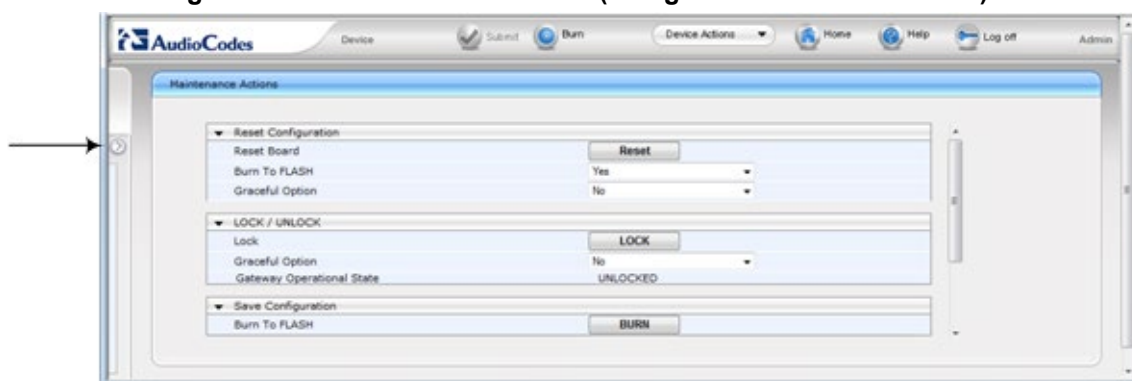 AudioCodes Device Submit Burn Device Actions Home Help Log off Admin
Maintenance Actions
Reset Configuration
Reset Board Reset
Burn To FLASH Yes
Graceful Option No
LOCK / UNLOCK
Lock LOCK
Graceful Option No
Gateway Operational State UNLOCKED
Save Configuration
Burn To FLASH BURN